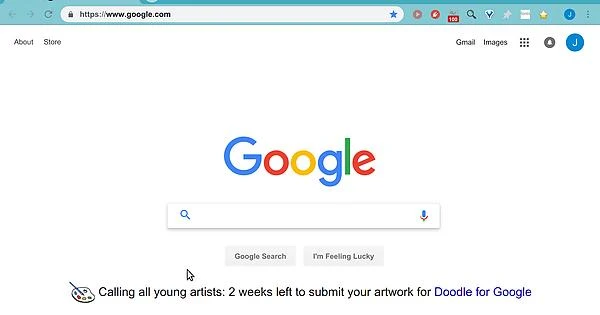 https://www.google.com
100
J
About Store Gmail Images J
Google
Google Search I'm Feeling Lucky
Calling all young artists: 2 weeks left to submit your artwork for Doodle for Google